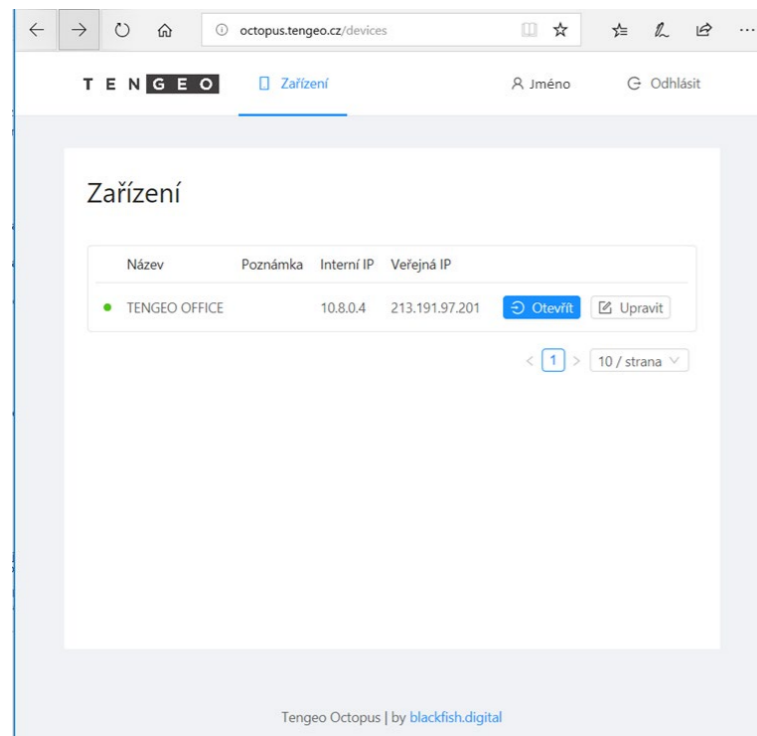 octopus.tengeo.cz/devices
TENGEO Zařízení Jméno Odhlásit
Zařízení
Název Poznámka Interní IP Veřejná IP
TENGEO OFFICE 10.8.0.4 213.191.97.201 Otevřít Upravit
< 1 > 10 / strana
Tengeo Octopus | by blackfish.digital